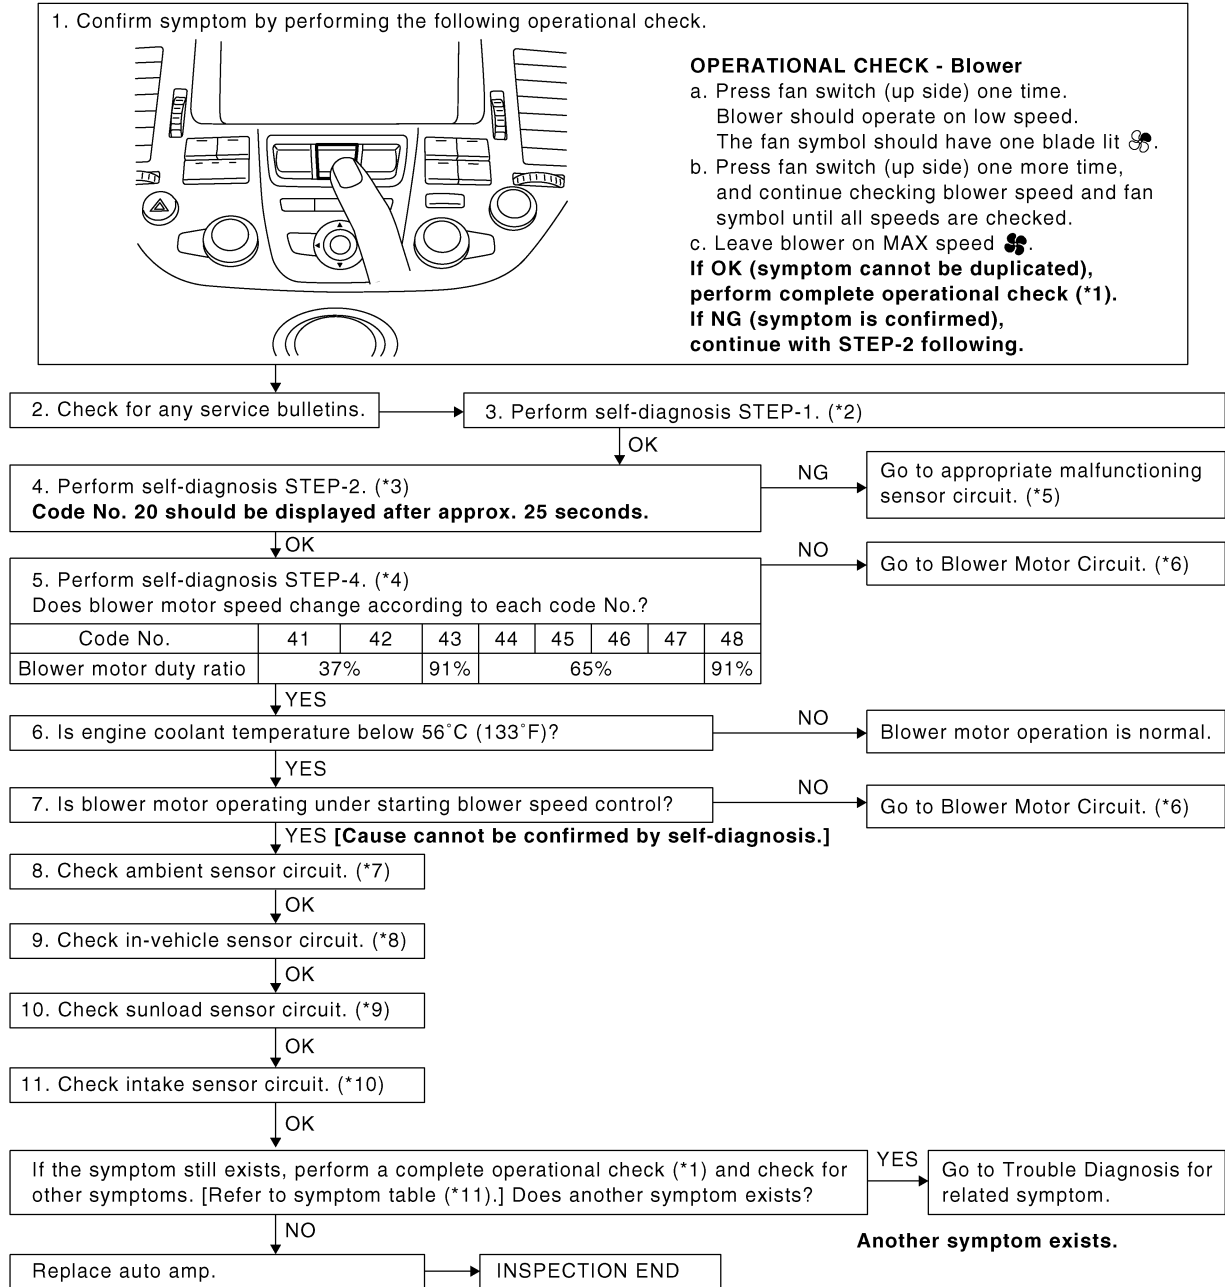 1. Confirm symptom by performing the following operational check.
OPERATIONAL CHECK - Blower
a. Press fan switch (up side) one time.
Blower should operate on low speed.
The fan symbol should have one blade lit .
b. Press fan switch (up side) one more time,
and continue checking blower speed and fan
symbol until all speeds are checked.
c. Leave blower on MAX speed .
If OK (symptom cannot be duplicated),
perform complete operational check (*1).
If NG (symptom is confirmed),
continue with STEP-2 following.
2. Check for any service bulletins.
3. Perform self-diagnosis STEP-1. (*2)
OK
4. Perform self-diagnosis STEP-2. (*3)
Code No. 20 should be displayed after approx. 25 seconds.
NG
Go to appropriate malfunctioning
sensor circuit. (*5)
OK
5. Perform self-diagnosis STEP-4. (*4)
Does blower motor speed change according to each code No.?
NO
Go to Blower Motor Circuit. (*6)
Code No. 41 42 43 44 45 46 47 48
Blower motor duty ratio 37% 91% 65% 91%
YES
6. Is engine coolant temperature below 56°C (133°F)?
NO
Blower motor operation is normal.
YES
7. Is blower motor operating under starting blower speed control?
NO
Go to Blower Motor Circuit. (*6)
YES [Cause cannot be confirmed by self-diagnosis.]
8. Check ambient sensor circuit. (*7)
OK
9. Check in-vehicle sensor circuit. (*8)
OK
10. Check sunload sensor circuit. (*9)
OK
11. Check intake sensor circuit. (*10)
OK
If the symptom still exists, perform a complete operational check (*1) and check for
other symptoms. [Refer to symptom table (*11).] Does another symptom exists?
YES
Go to Trouble Diagnosis for
related symptom.
Another symptom exists.
NO
Replace auto amp.
INSPECTION END